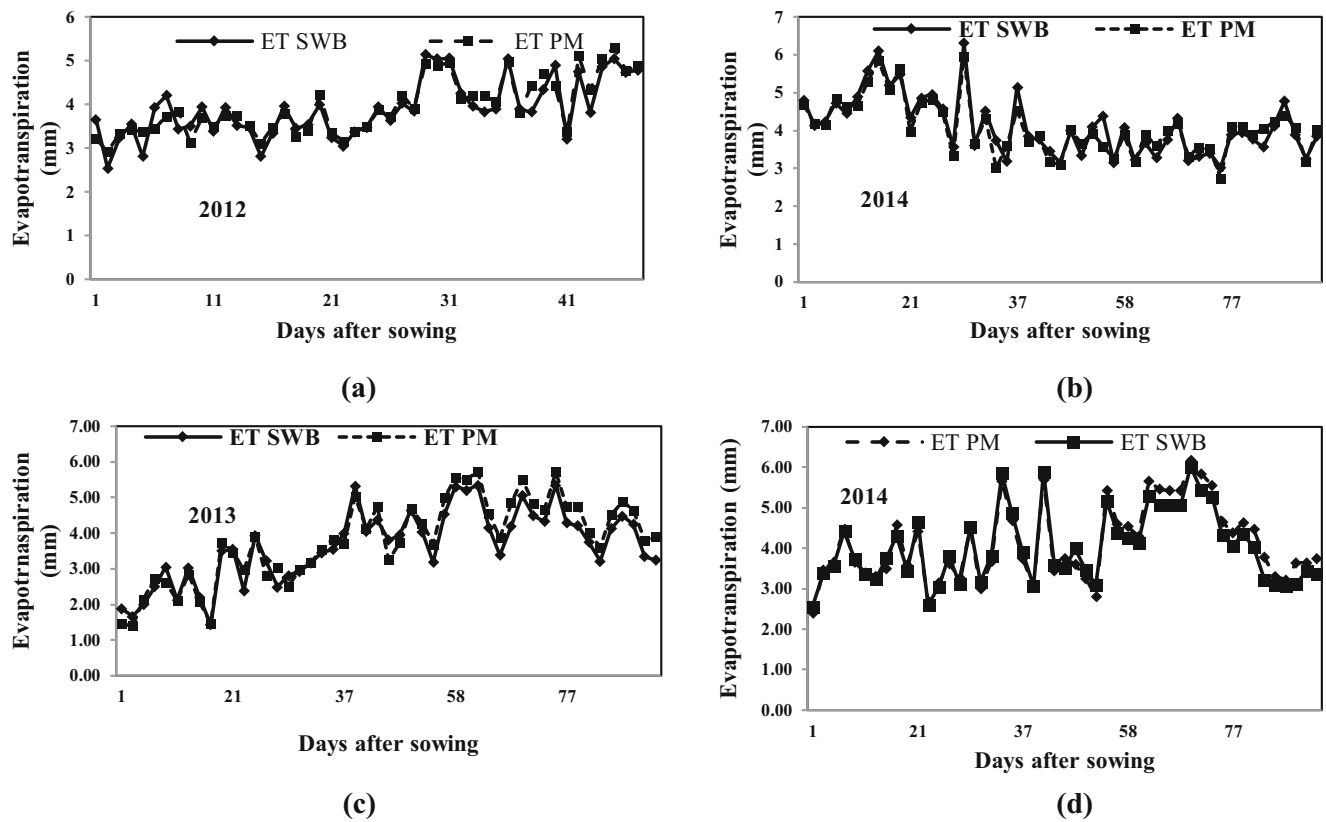 6
5
4
3
2
1
0
ET SWB ET PM
2012
Evapotranspiration
(mm)
1 11 21 31 41
Days after sowing
(a)
7
6
5
4
3
2
1
0
ET SWB ET PM
2014
Evapotranspiration
(mm)
1 21 37 58 77
Days after sowing
(b)
7.00
6.00
5.00
4.00
3.00
2.00
1.00
0.00
ET SWB ET PM
2013
Evapotrnaspiration
(mm)
1 21 37 58 77
Days after sowing
(c)
7.00
6.00
5.00
4.00
3.00
2.00
1.00
0.00
ET PM ET SWB
2014
Evapotranspiration (mm)
1 21 37 58 77
Days after sowing
(d)